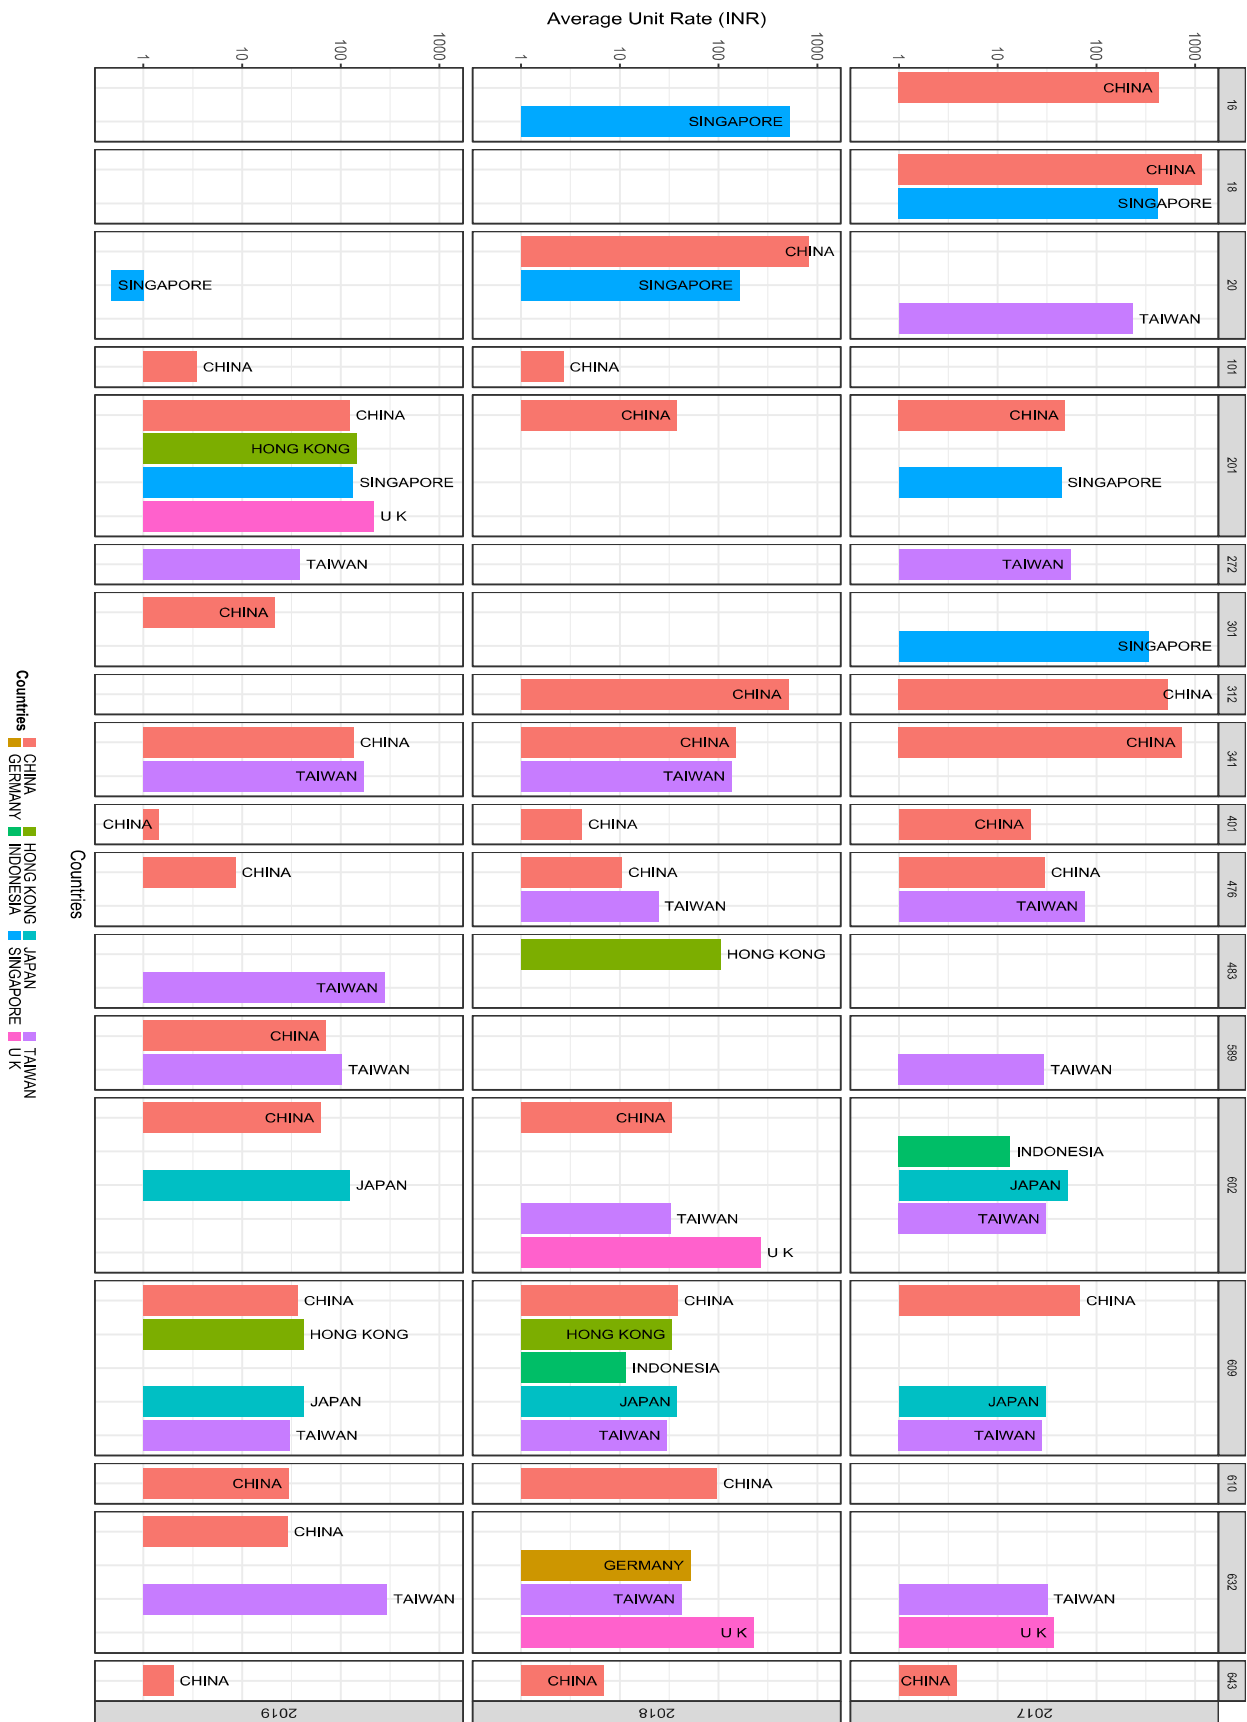 Average Unit Rate (INR)
1 10 100 1000
1 10 100 1000
1 10 100 1000
16
CHINA
SINGAPORE
18
CHINA
SINGAPORE
20
CHINA
SINGAPORE
SINGAPORE
TAIWAN
101
CHINA
CHINA
201
CHINA
CHINA
CHINA
HONG KONG
SINGAPORE
SINGAPORE
U K
272
TAIWAN
TAIWAN
301
CHINA
SINGAPORE
312
CHINA
CHINA
341
CHINA
CHINA
CHINA
TAIWAN
TAIWAN
401
CHINA
CHINA
CHINA
476
CHINA
CHINA
CHINA
TAIWAN
TAIWAN
483
HONG KONG
TAIWAN
589
CHINA
TAIWAN
TAIWAN
602
CHINA
CHINA
INDONESIA
JAPAN
JAPAN
TAIWAN
TAIWAN
U K
609
CHINA
CHINA
CHINA
HONG KONG
HONG KONG
INDONESIA
JAPAN
JAPAN
JAPAN
TAIWAN
TAIWAN
TAIWAN
610
CHINA
CHINA
632
CHINA
GERMANY
TAIWAN
TAIWAN
TAIWAN
U K
U K
643
CHINA
CHINA
CHINA
2019
2018
2017
Countries
Countries
CHINA HONG KONG JAPAN TAIWAN
GERMANY INDONESIA SINGAPORE U K